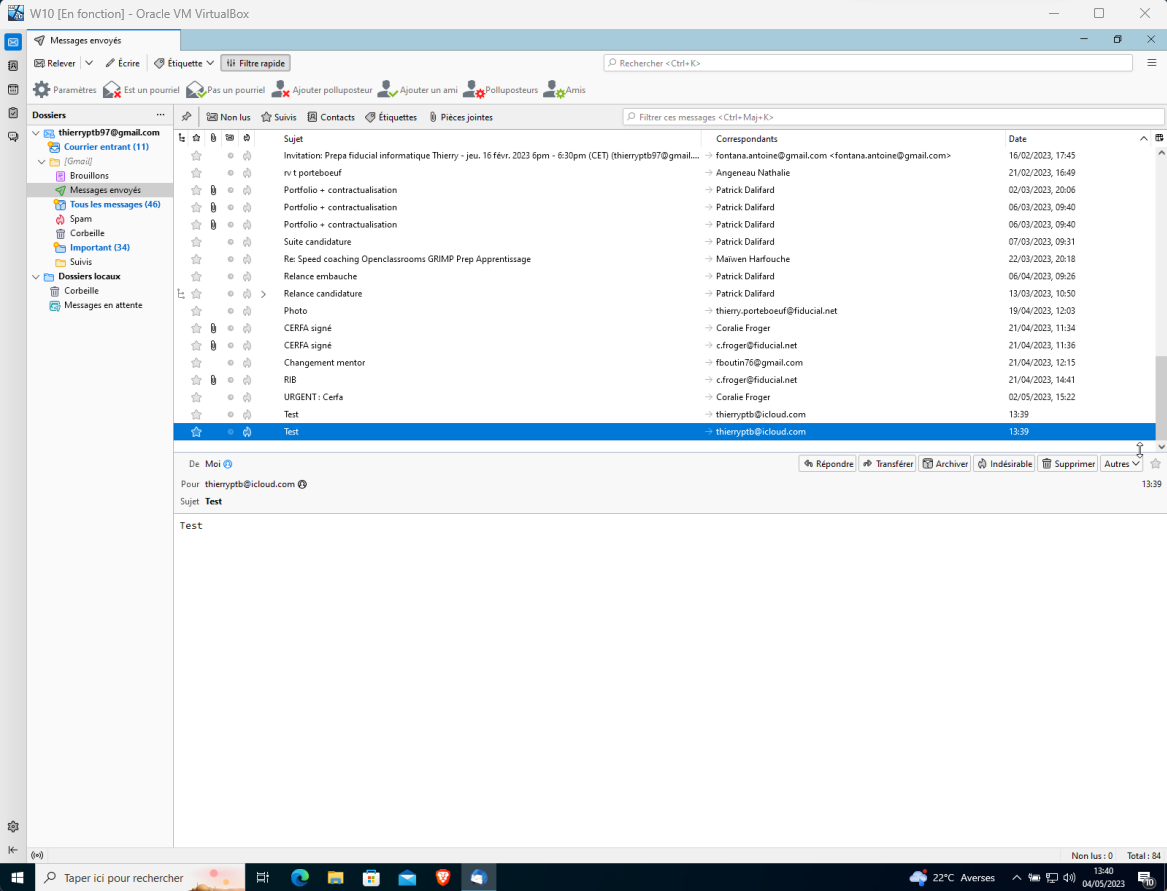 W10 [En fonction] - Oracle VM VirtualBox
Messages envoyés
Relever Écrire Étiquette Filtre rapide Rechercher <Ctrl+K>
Paramètres Est un pourriel Pas un pourriel Ajouter polluposteur Ajouter un ami Polluposteurs Amis
Dossiers ... Non lus Suivis Contacts Étiquettes Pièces jointes Filtrer ces messages <Ctrl+Maj+K>
thierryptb97@gmail.com
Courrier entrant (11)
[Gmail]
Brouillons
Messages envoyés
Tous les messages (46)
Spam
Corbeille
Important (34)
Suivis
Dossiers locaux
Corbeille
Messages en attente
Sujet Correspondants Date
Invitation: Prepa fiducial informatique Thierry - jeu. 16 févr. 2023 6pm - 6:30pm (CET) (thierryptb97@gmail.... fontana.antoine@gmail.com <fontana.antoine@gmail.com> 16/02/2023, 17:45
rv t porteboeuf Angeneau Nathalie 21/02/2023, 16:49
Portfolio + contractualisation Patrick Dalifard 02/03/2023, 20:06
Portfolio + contractualisation Patrick Dalifard 06/03/2023, 09:40
Portfolio + contractualisation Patrick Dalifard 06/03/2023, 09:40
Suite candidature Patrick Dalifard 07/03/2023, 09:31
Re: Speed coaching Openclassrooms GRIMP Prep Apprentissage Maïwen Harfouche 22/03/2023, 20:18
Relance embauche Patrick Dalifard 06/04/2023, 09:26
Relance candidature Patrick Dalifard 13/03/2023, 10:50
Photo thierry.porteboeuf@fiducial.net 19/04/2023, 12:03
CERFA signé Coralie Froger 21/04/2023, 11:34
CERFA signé c.froger@fiducial.net 21/04/2023, 11:36
Changement mentor fboutin76@gmail.com 21/04/2023, 12:15
RIB c.froger@fiducial.net 21/04/2023, 14:41
URGENT : Cerfa Coralie Froger 02/05/2023, 15:22
Test thierryptb@icloud.com 13:39
Test thierryptb@icloud.com 13:39
De Moi Répondre Transférer Archiver Indésirable Supprimer Autres
Pour thierryptb@icloud.com 13:39
Sujet Test
Test
Non lus : 0 Total : 84
Taper ici pour rechercher 22°C Averses 13:40
04/05/2023 10